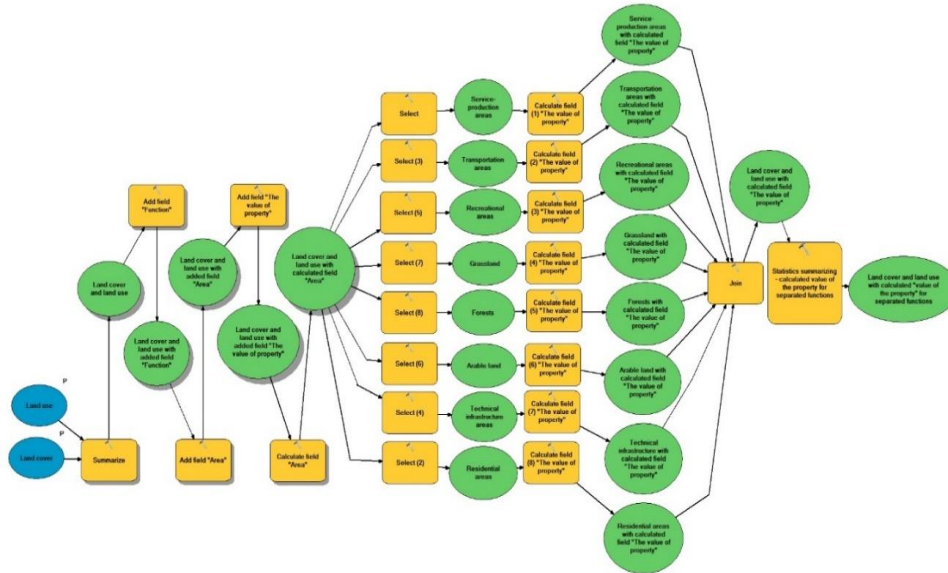 Service-
production areas
with calculated
field "The value of
property"
Select
Service-
production
areas
Calculate field
(1) "The value of
property"
Transportation
areas with
calculated field
"The value of
property"
Select (3)
Transportation
areas
Calculate field
(2) "The value of
property"
Recreational areas
with calculated field
"The value of
property"
Land cover and
land use with
calculated field
"The value of
property"
Add field
"Function"
Add field "The
value of
property"
Select (5)
Recreational
areas
Calculate field
(3) "The value of
property"
Land cover
and land use
Land cover and
land use with
added field
"Area"
Land cover and
land use with
calculated field
"Area"
Select (7)
Grassland
Calculate field
(4) "The value of
property"
Grassland with
calculated field
"The value of
property"
Join
Statistics summarizing
- calculated value of
the property for
separated functions
Land cover and land use
with calculated "value of
the property" for
separated functions
Select (8)
Forests
Calculate field
(5) "The value of
property"
Forests with
calculated field
"The value of
property"
Land cover and
land use with
added field
"Function"
Land cover and
land use with
added field "The
value of property"
Select (6)
Arable land
Calculate field
(6) "The value of
property"
Arable land with
calculated field
"The value of
property"
P
Land use
Select (4)
Technical
infrastructure
areas
Calculate field
(7) "The value of
property"
Technical
infrastructure with
calculated field
"The value of
property"
P
Land cover
Summarize
Add field "Area"
Calculate field
"Area"
Select (2)
Residential
areas
Calculate field
(8) "The value of
property"
Residential areas
with calculated
field "The value of
property"